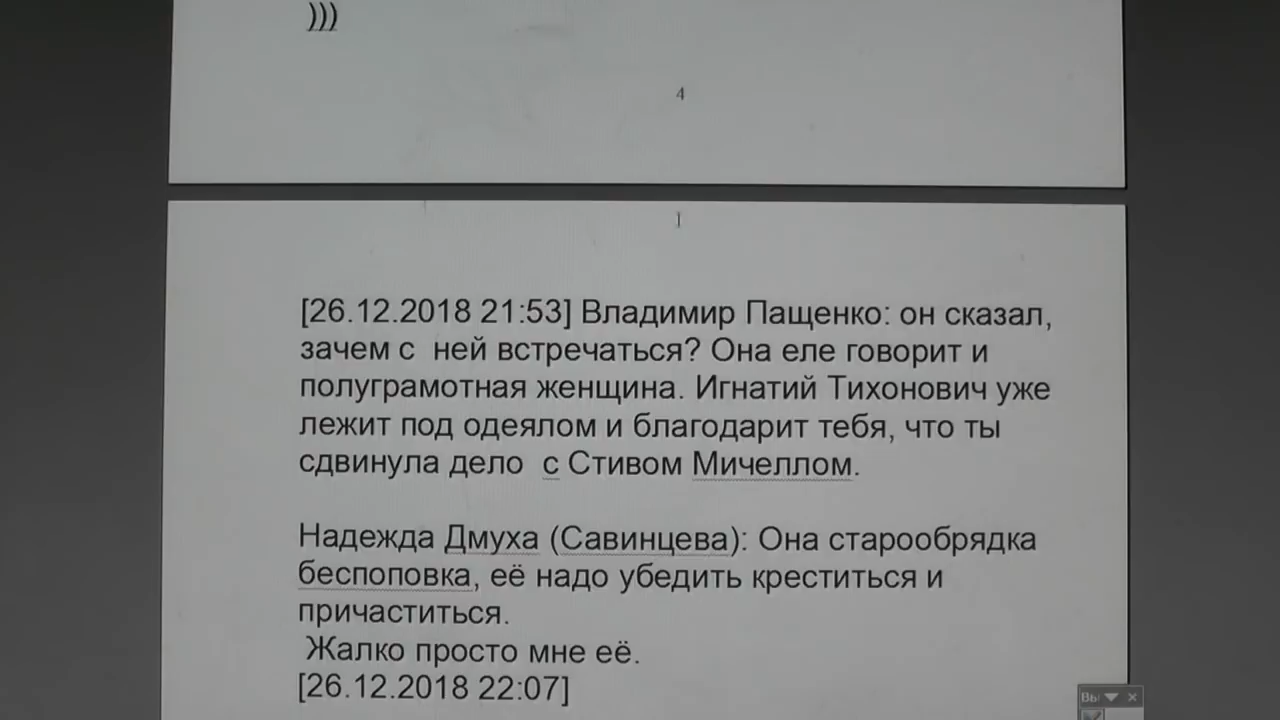 )))
4
[26.12.2018 21:53] Владимир Пащенко: он сказал,
зачем с  ней встречаться? Она еле говорит и
полуграмотная женщина. Игнатий Тихонович уже
лежит под одеялом и благодарит тебя, что ты
сдвинула дело  с Стивом Мичеллом.
Надежда Дмуха (Савинцева): Она старообрядка
беспоповка, её надо убедить креститься и
причаститься.
Жалко просто мне её.
[26.12.2018 22:07]
Вы